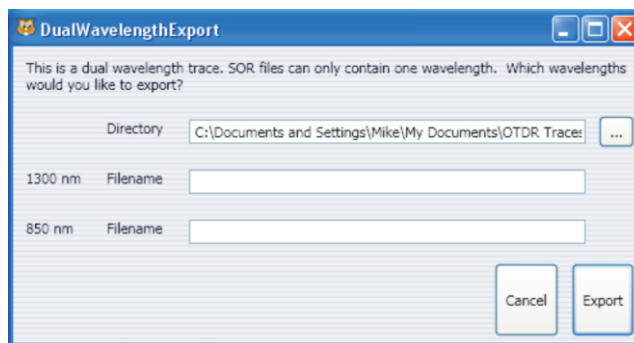 DualWavelengthExport
This is a dual wavelength trace. SOR files can only contain one wavelength. Which wavelengths
would you like to export?
Directory C:\Documents and Settings\Mike\My Documents\OTDR Traces ...
1300 nm Filename
850 nm Filename
Cancel Export